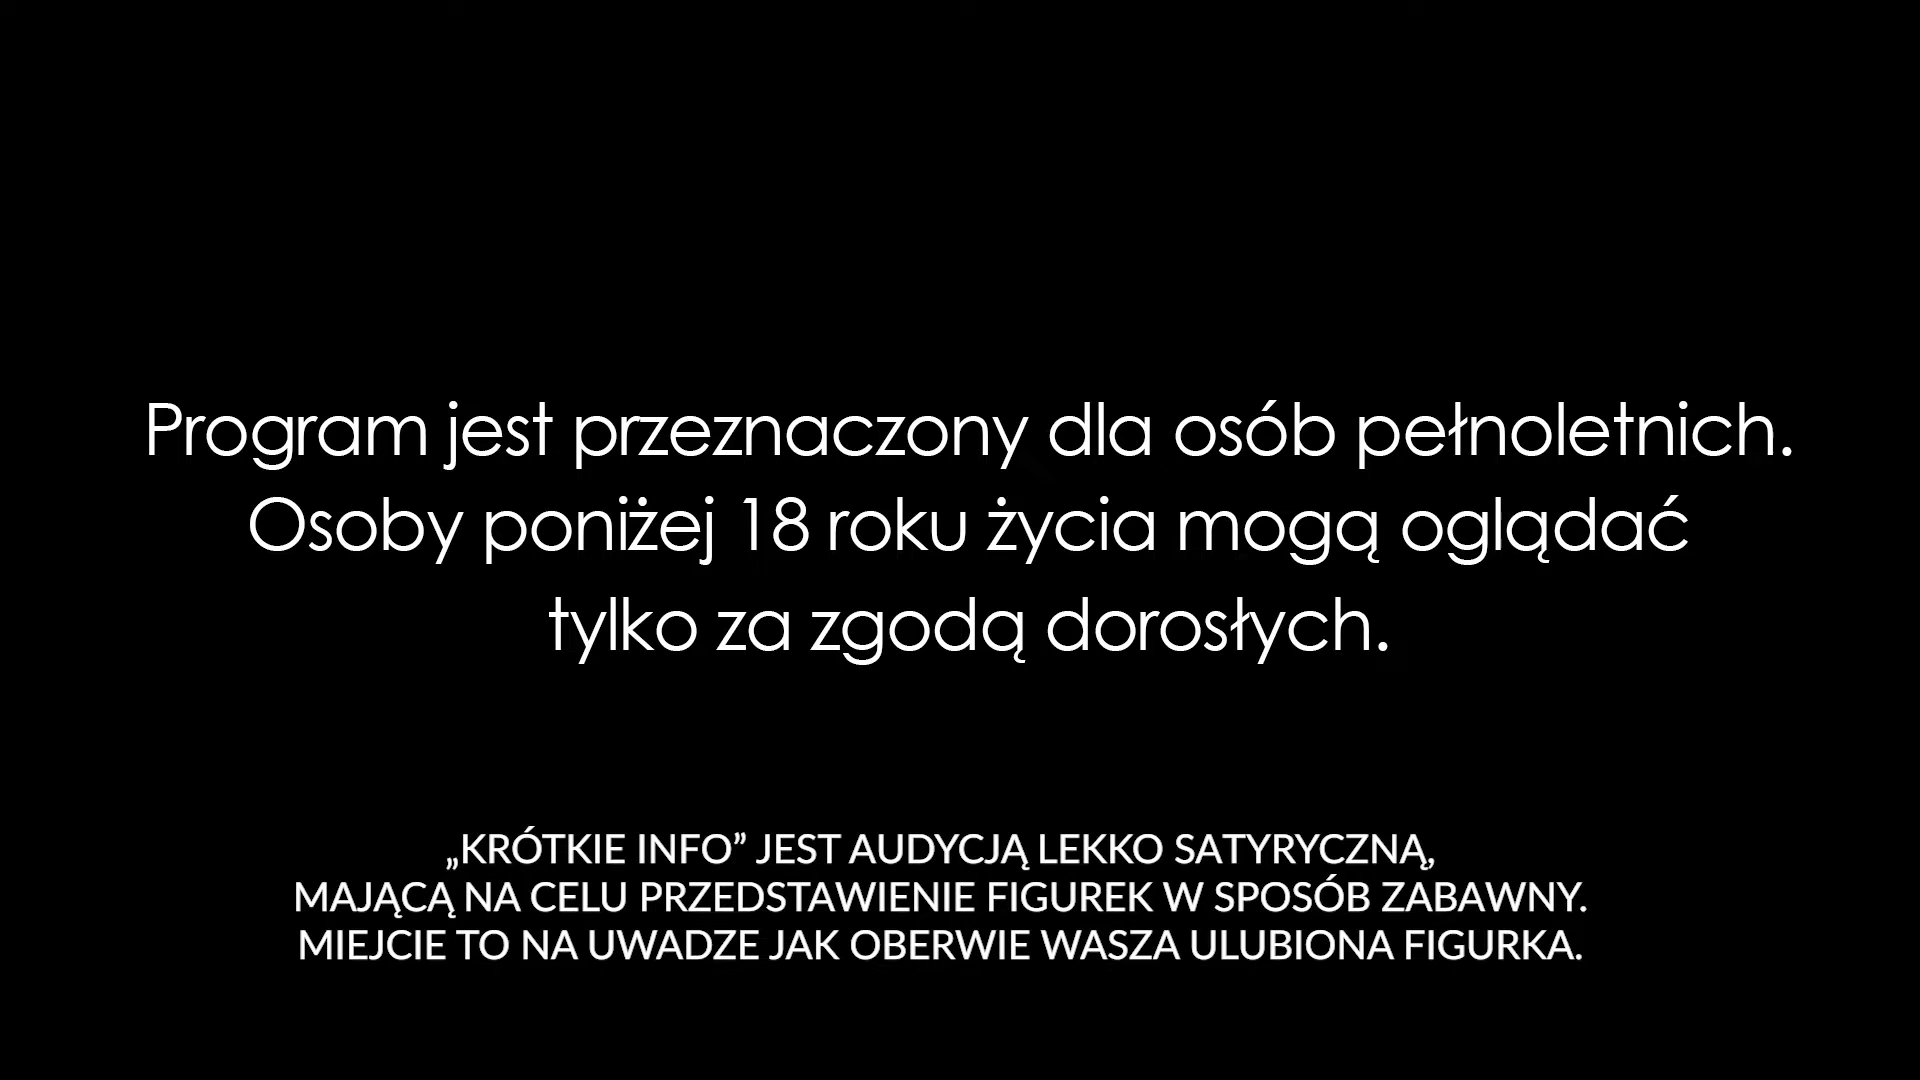 Program jest przeznaczony dla osób pełnoletnich.
Osoby poniżej 18 roku życia mogą oglądać
tylko za zgodą dorosłych.
„KRÓTKIE INFO” JEST AUDYCJĄ LEKKO SATYRYCZNĄ,
MAJĄCĄ NA CELU PRZEDSTAWIENIE FIGUREK W SPOSÓB ZABAWNY.
MIEJCIE TO NA UWADZE JAK OBERWIE WASZA ULUBIONA FIGURKA.